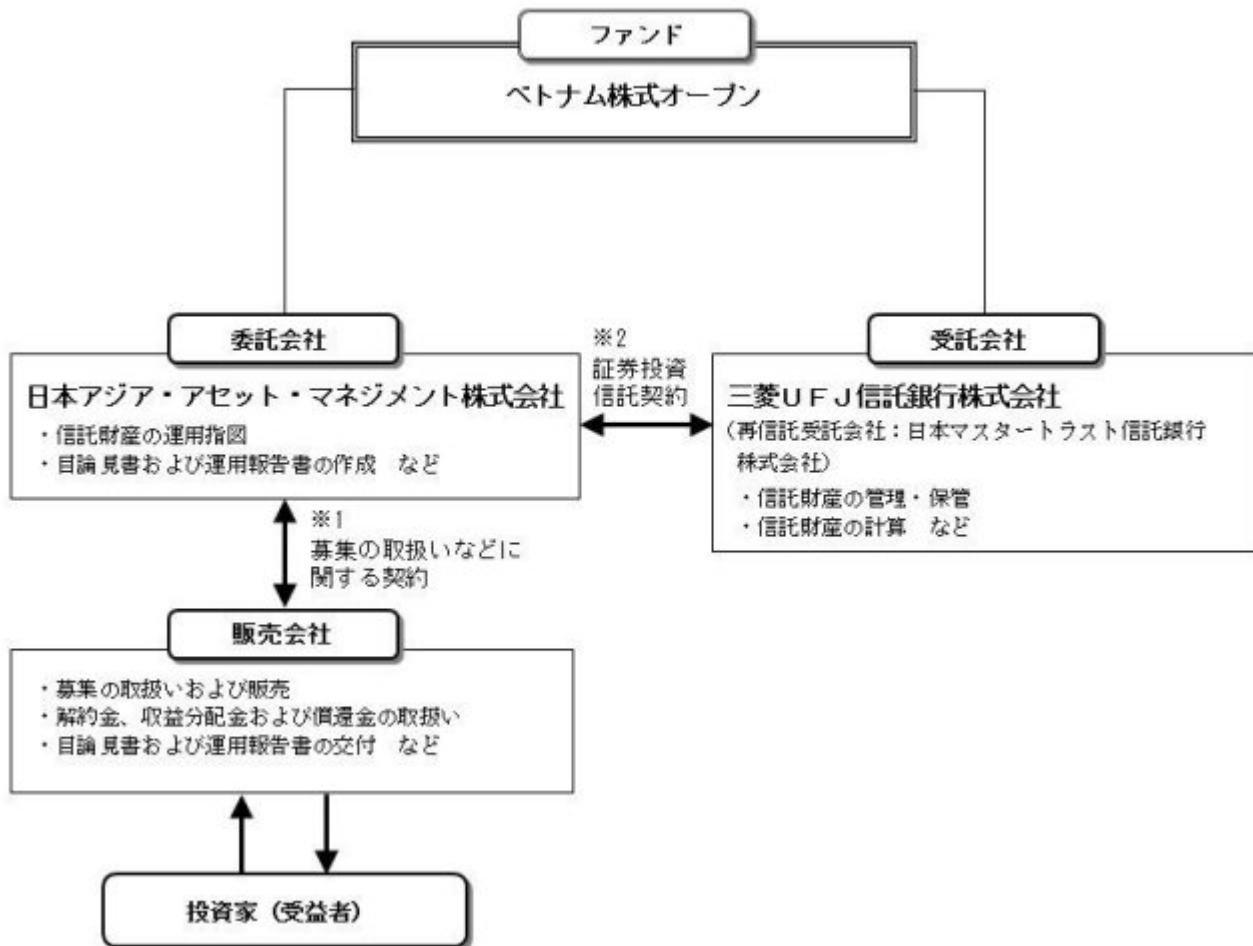 ファンド
ベトナム株式オープン
委託会社
日本アジア・アセット・マネジメント株式会社
・信託財産の運用指図
・目論見書および運用報告書の作成　など
※2
証券投資
信託契約
受託会社
三菱ＵＦＪ信託銀行株式会社
（再信託受託会社：日本マスタートラスト信託銀行
株式会社）
・信託財産の管理・保管
・信託財産の計算　など
※1
募集の取扱いなどに
関する契約
販売会社
・募集の取扱いおよび販売
・解約金、収益分配金および償還金の取扱い
・目論見書および運用報告書の交付　など
投資家（受益者）